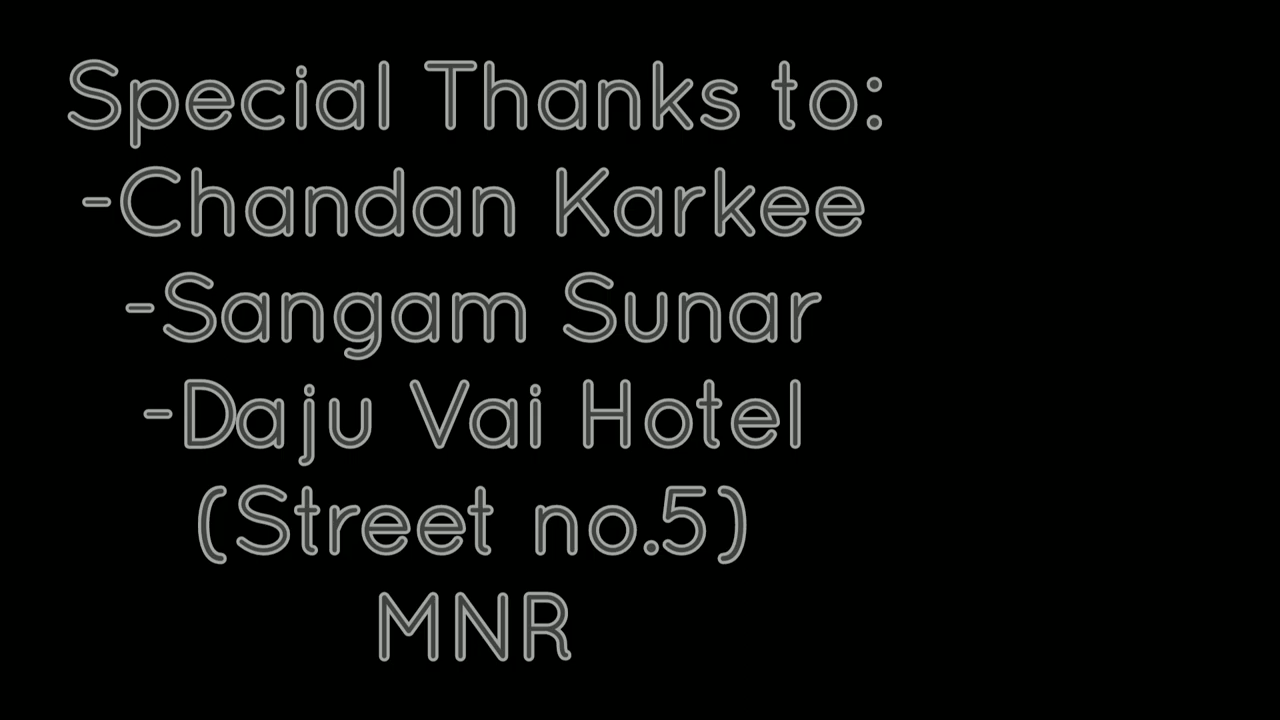 Special Thanks to:
-Chandan Karkee
-Sangam Sunar
-Daju Vai Hotel
(Street no.5)
MNR